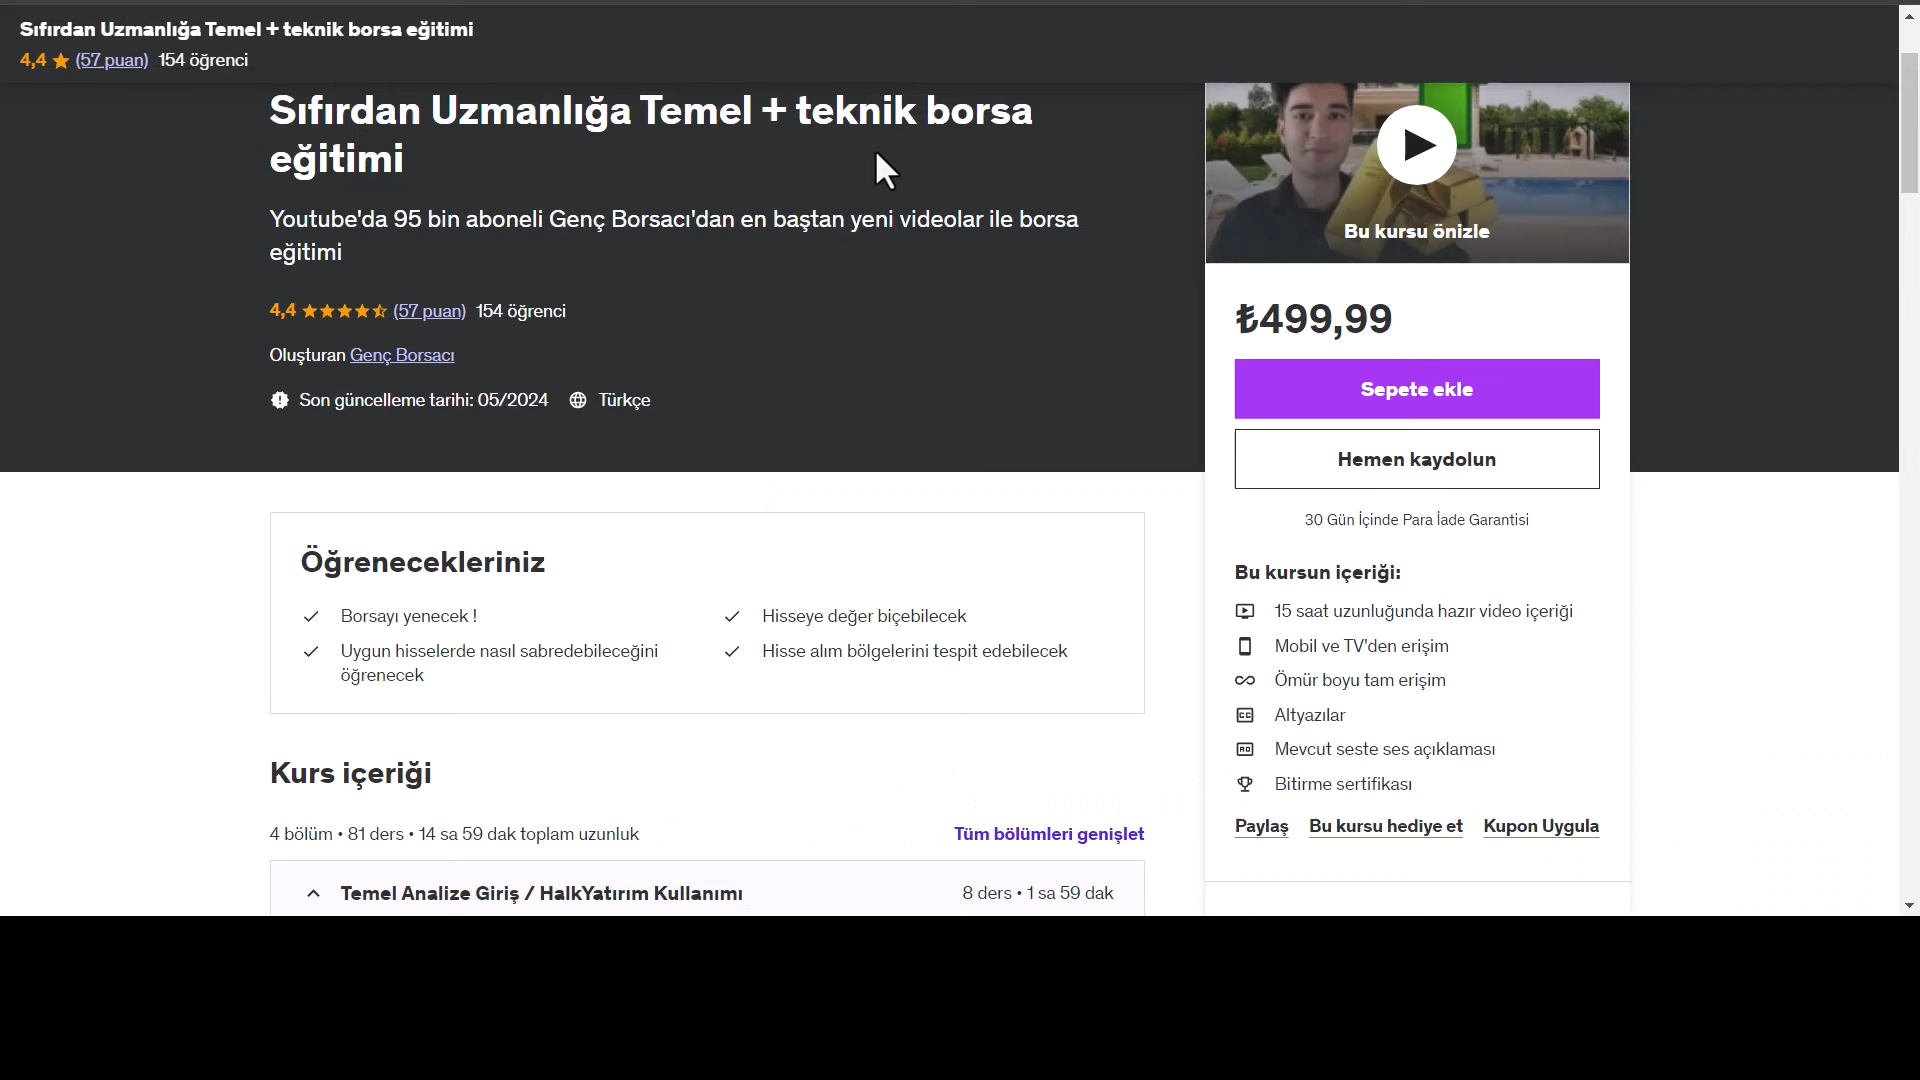 Sıfırdan Uzmanlığa Temel + teknik borsa eğitimi
4,4 (57 puan) 154 öğrenci
Sıfırdan Uzmanlığa Temel + teknik borsa
eğitimi
Youtube'da 95 bin aboneli Genç Borsacı'dan en baştan yeni videolar ile borsa
eğitimi
4,4 (57 puan) 154 öğrenci
Oluşturan Genç Borsacı
Son güncelleme tarihi: 05/2024 Türkçe
Bu kursu önizle
₺499,99
Sepete ekle
Hemen kaydolun
30 Gün İçinde Para İade Garantisi
Bu kursun içeriği:
15 saat uzunluğunda hazır video içeriği
Mobil ve TV'den erişim
Ömür boyu tam erişim
CC Altyazılar
AD Mevcut seste ses açıklaması
Bitirme sertifikası
Paylaş Bu kursu hediye et Kupon Uygula
Öğrenecekleriniz
Borsayı yenecek !
Hisseye değer biçebilecek
Uygun hisselerde nasıl sabredebileceğini
öğrenecek
Hisse alım bölgelerini tespit edebilecek
Kurs içeriği
4 bölüm • 81 ders • 14 sa 59 dak toplam uzunluk
Tüm bölümleri genişlet
Temel Analize Giriş / HalkYatırım Kullanımı
8 ders • 1 sa 59 dak